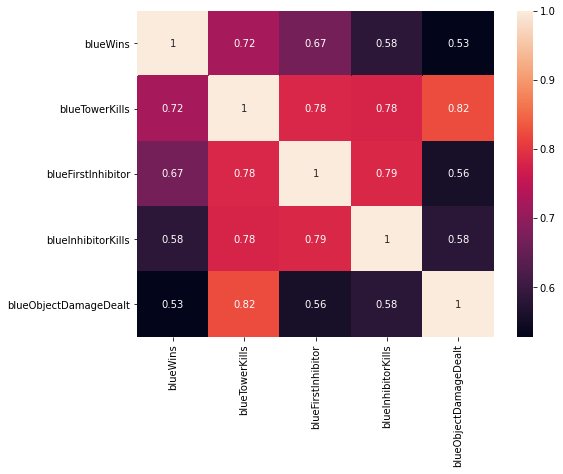 blueWins 1 0.72 0.67 0.58 0.53
blueTowerKills 0.72 1 0.78 0.78 0.82
blueFirstInhibitor 0.67 0.78 1 0.79 0.56
blueInhibitorKills 0.58 0.78 0.79 1 0.58
blueObjectDamageDealt 0.53 0.82 0.56 0.58 1
blueWins
blueTowerKills
blueFirstInhibitor
blueInhibitorKills
blueObjectDamageDealt
1.0
0.9
0.8
0.7
0.6